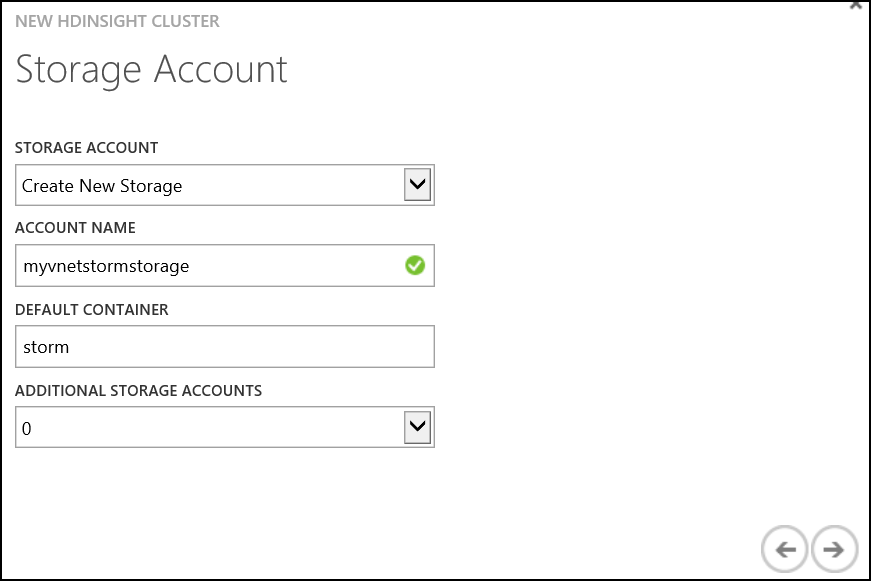 NEW HDINSIGHT CLUSTER
Storage Account
STORAGE ACCOUNT
Create New Storage
ACCOUNT NAME
myvnetstormstorage
DEFAULT CONTAINER
storm
ADDITIONAL STORAGE ACCOUNTS
0